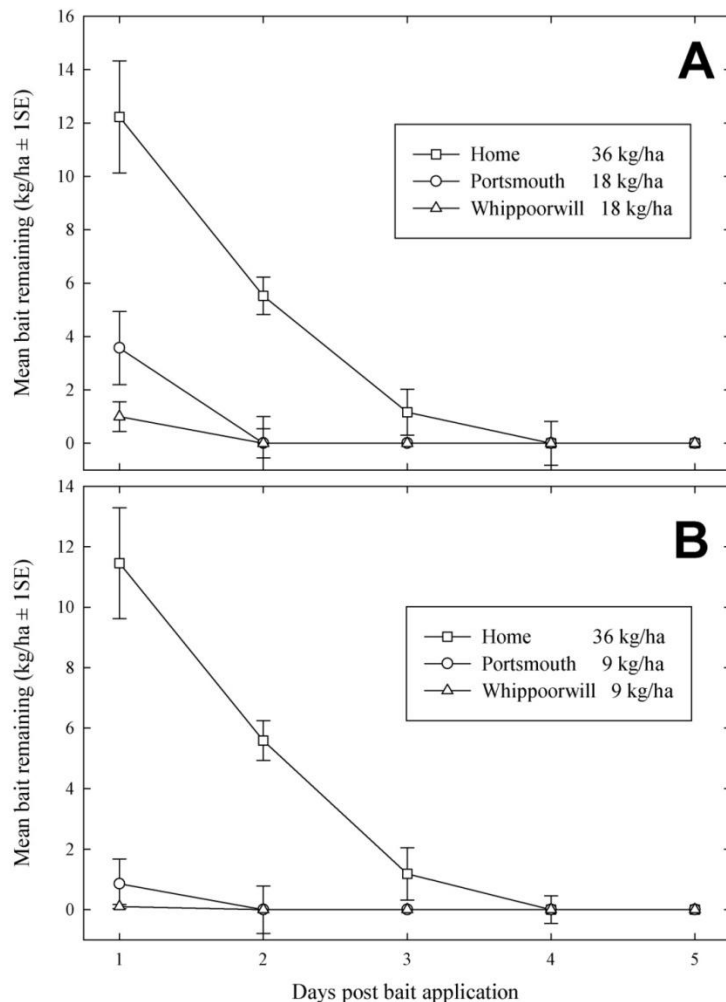 16
14
12
10
8
6
4
2
0
Mean bait remaining (kg/ha ± 1SE)
A
Home 36 kg/ha
Portsmouth 18 kg/ha
Whippoorwill 18 kg/ha
14
12
10
8
6
4
2
0
Mean bait remaining (kg/ha ± 1SE)
B
Home 36 kg/ha
Portsmouth 9 kg/ha
Whippoorwill 9 kg/ha
1 2 3 4 5
Days post bait application